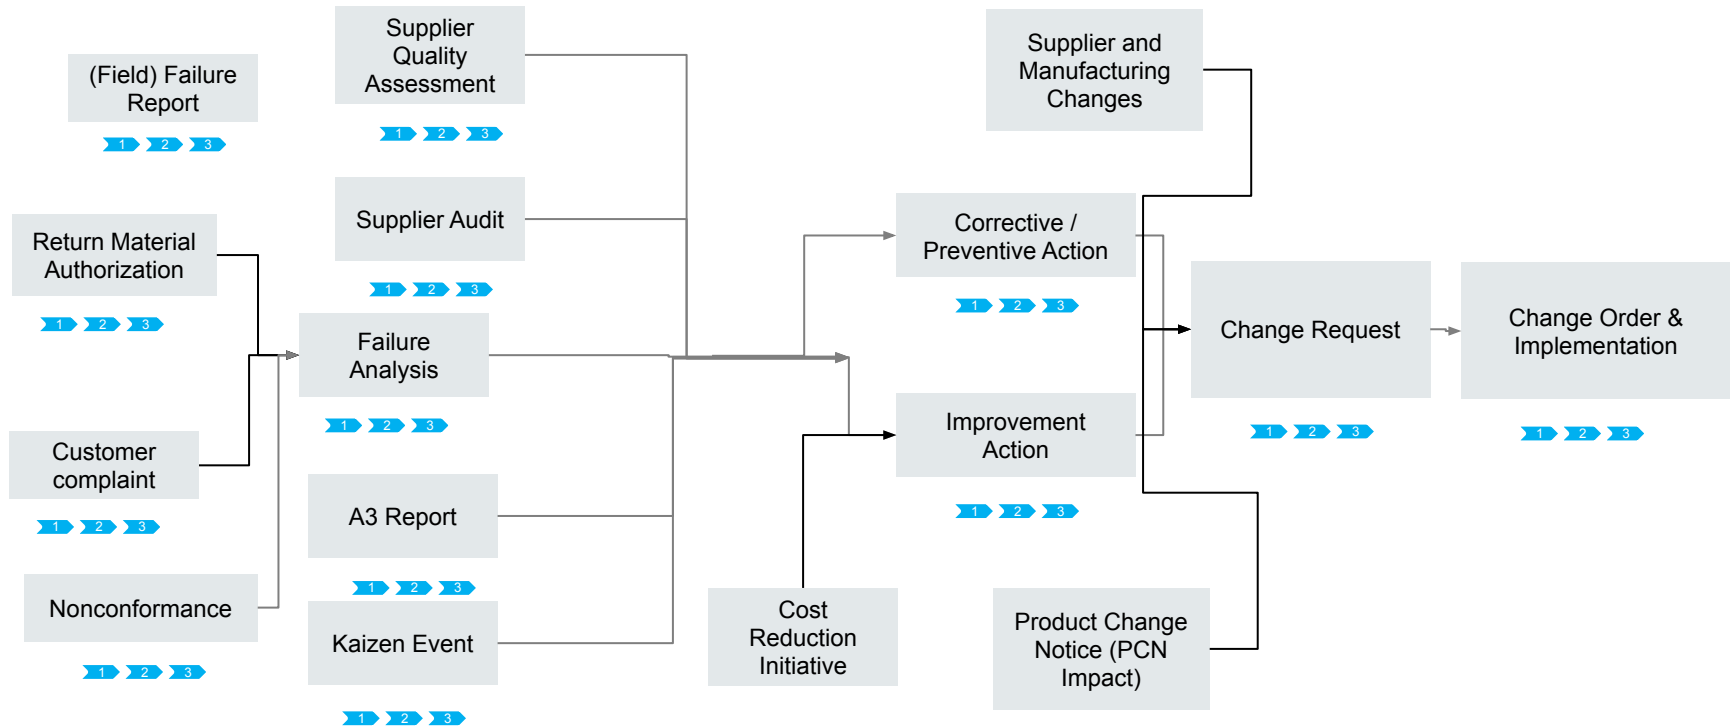 (Field) Failure
Report
1 2 3
Supplier
Quality
Assessment
1 2 3
Supplier and
Manufacturing
Changes
Return Material
Authorization
1 2 3
Supplier Audit
1 2 3
Corrective /
Preventive Action
1 2 3
Failure
Analysis
1 2 3
Change Request
1 2 3
Change Order &
Implementation
1 2 3
Customer
complaint
1 2 3
Improvement
Action
1 2 3
A3 Report
1 2 3
Nonconformance
1 2 3
Kaizen Event
1 2 3
Cost
Reduction
Initiative
Product Change
Notice (PCN
Impact)